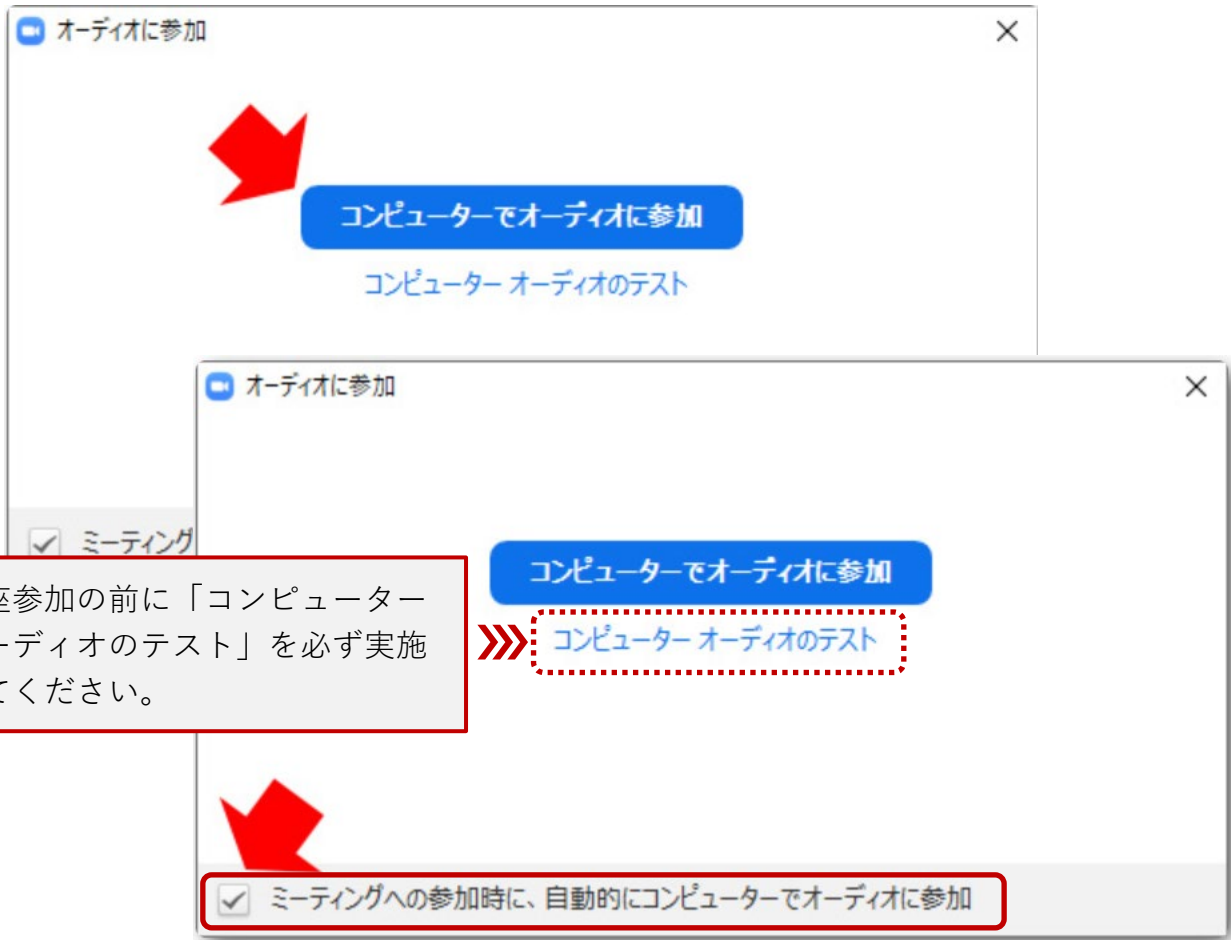 オーディオに参加
コンピューターでオーディオに参加
コンピューター オーディオのテスト
ミーティング
オーディオに参加
コンピューターでオーディオに参加
コンピューター オーディオのテスト
座参加の前に「コンピューター
ーディオのテスト」を必ず実施
てください。
ミーティングへの参加時に、自動的にコンピューターでオーディオに参加